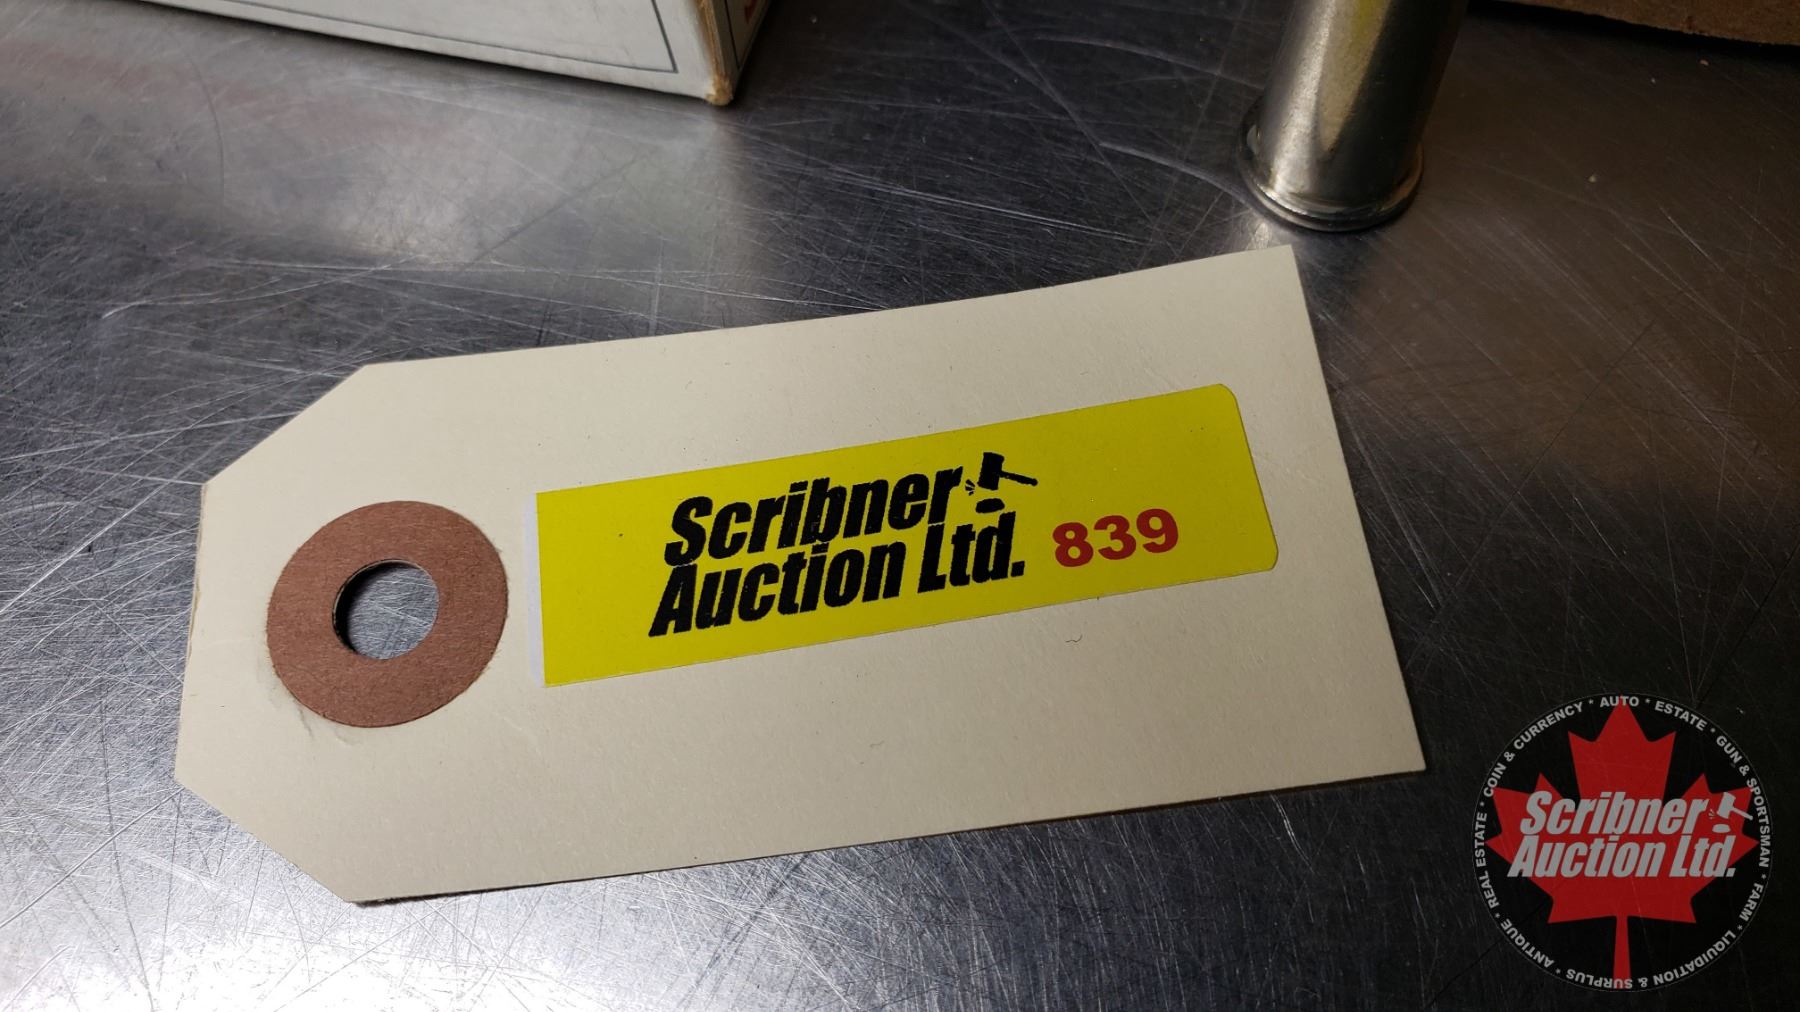 Scribner
Auction Ltd. 839
COIN & CURRENCY * AUTO * ESTATE * GUN & SPORTSMAN * FARM * LIQUIDATION & SURPLUS * ANTIQUE * REAL ESTATE *
Scribner
Auction Ltd.